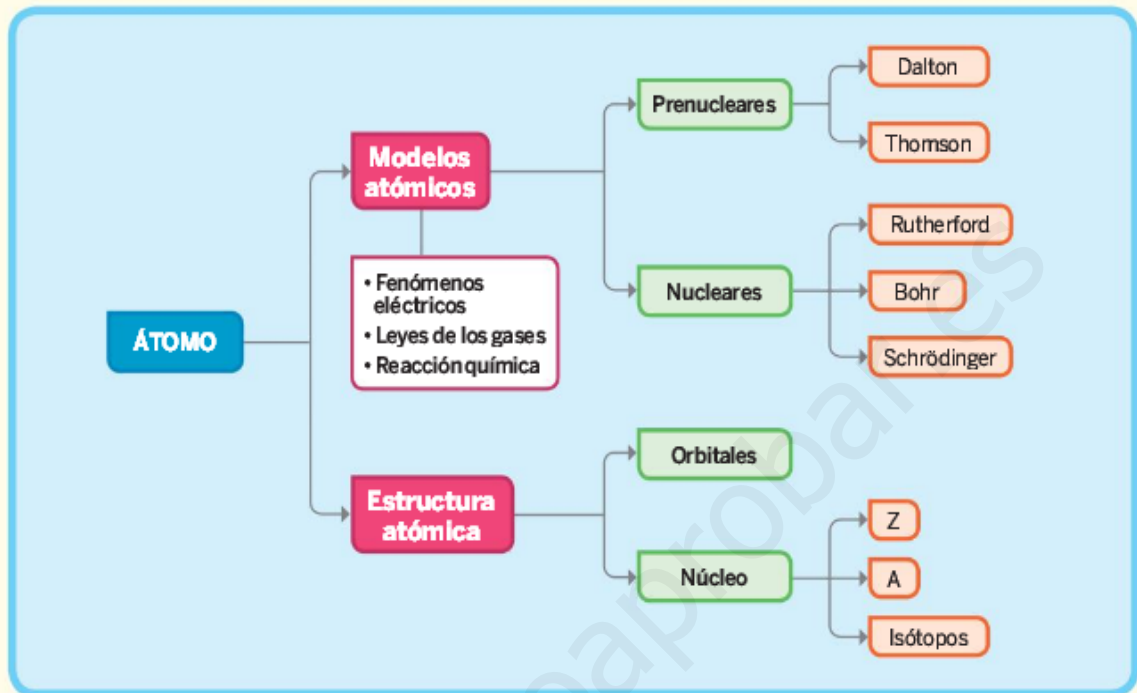 Dalton
Prenucleares
Thomson
Modelos
atómicos
Rutherford
• Fenómenos
eléctricos
• Leyes de los gases
• Reacción química
Nucleares
Bohr
Schrödinger
ÁTOMO
Orbitales
Estructura
atómica
Z
Núcleo
A
Isótopos